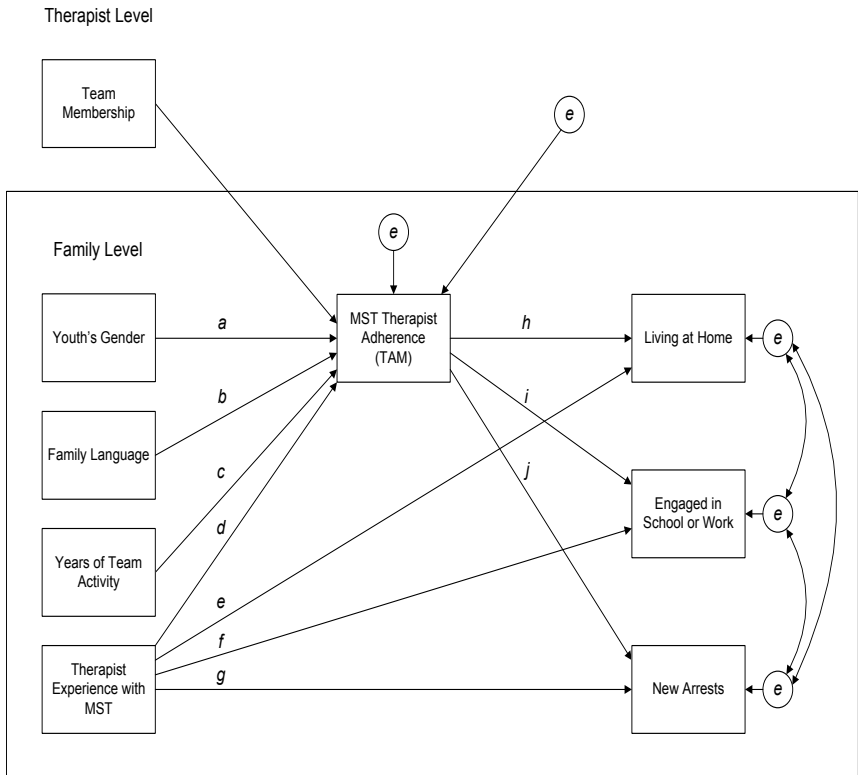 Therapist Level
Team
Membership
e
Family Level
e
Youth's Gender
a
MST Therapist
Adherence
(TAM)
h
Living at Home
e
b
i
Family Language
c
j
d
Engaged in
School or Work
e
Years of Team
Activity
e
f
Therapist
Experience with
MST
g
New Arrests
e